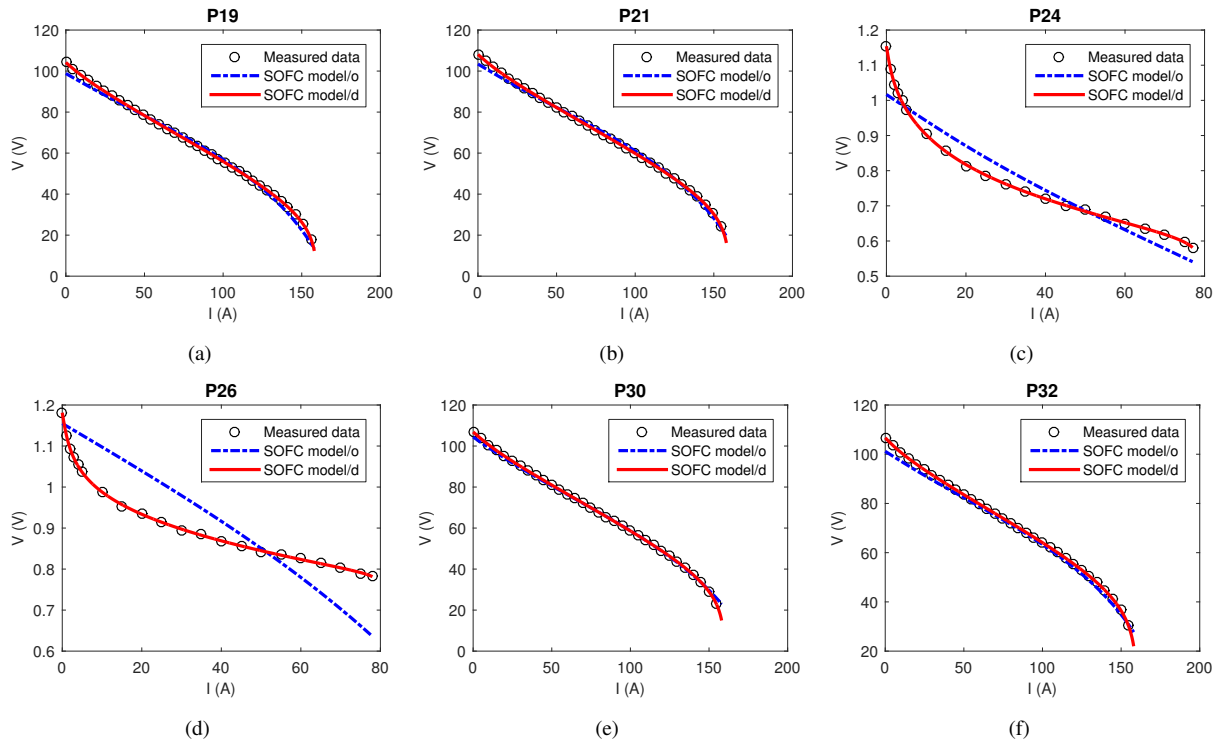 P19
V (V)
120
100
80
60
40
20
0
Measured data
SOFC model/o
SOFC model/d
0 50 100 150 200
I (A)
(a)
P21
V (V)
120
100
80
60
40
20
0
Measured data
SOFC model/o
SOFC model/d
0 50 100 150 200
I (A)
(b)
P24
V (V)
1.2
1.1
1
0.9
0.8
0.7
0.6
0.5
Measured data
SOFC model/o
SOFC model/d
0 20 40 60 80
I (A)
(c)
P26
V (V)
1.2
1.1
1
0.9
0.8
0.7
0.6
Measured data
SOFC model/o
SOFC model/d
0 20 40 60 80
I (A)
(d)
P30
V (V)
120
100
80
60
40
20
0
Measured data
SOFC model/o
SOFC model/d
0 50 100 150 200
I (A)
(e)
P32
V (V)
120
100
80
60
40
20
Measured data
SOFC model/o
SOFC model/d
0 50 100 150 200
I (A)
(f)